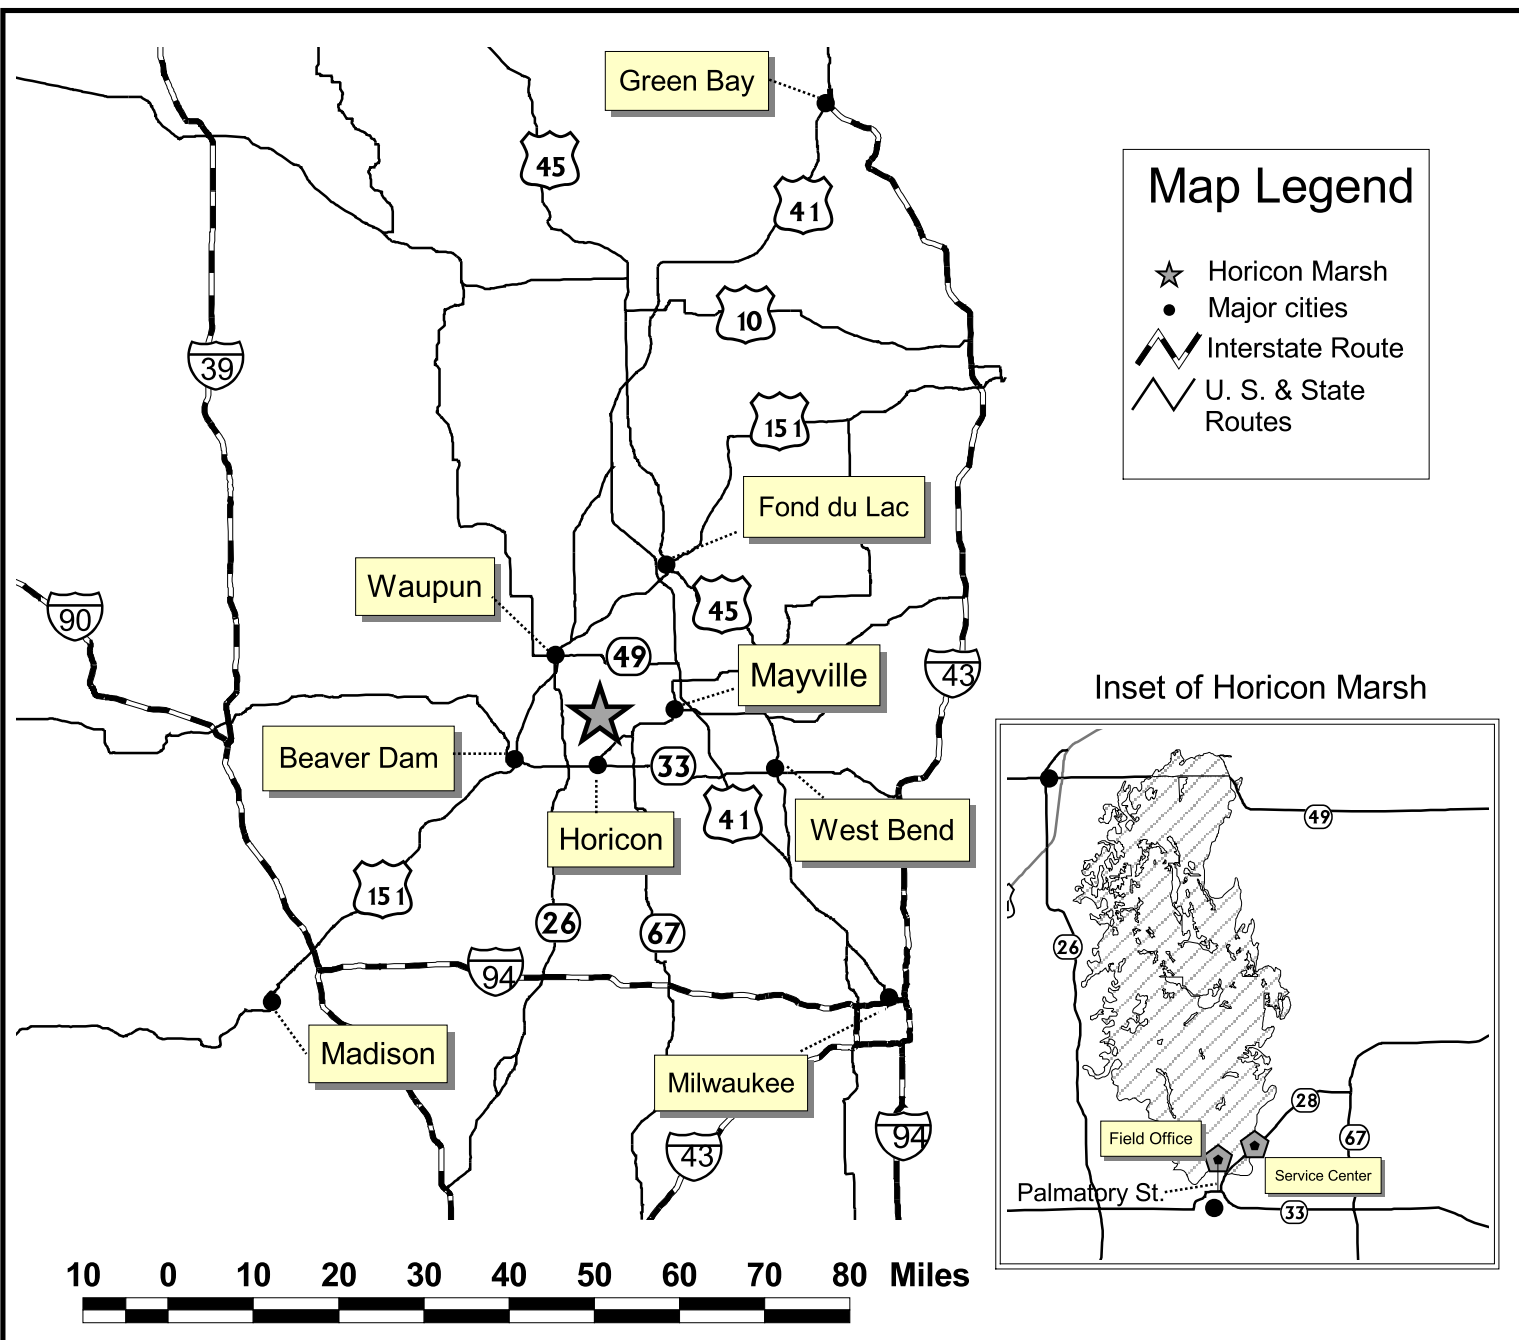 Green Bay
45
41
Map Legend
Horicon Marsh
Major cities
Interstate Route
U. S. & State
Routes
10
39
151
Fond du Lac
Waupun
90
45
49
Mayville
43
Beaver Dam
33
Horicon
41
West Bend
151
26
67
94
Madison
Milwaukee
43
94
Inset of Horicon Marsh
49
26
28
Field Office
67
Service Center
Palmatory St.
33
10 0 10 20 30 40 50 60 70 80 Miles